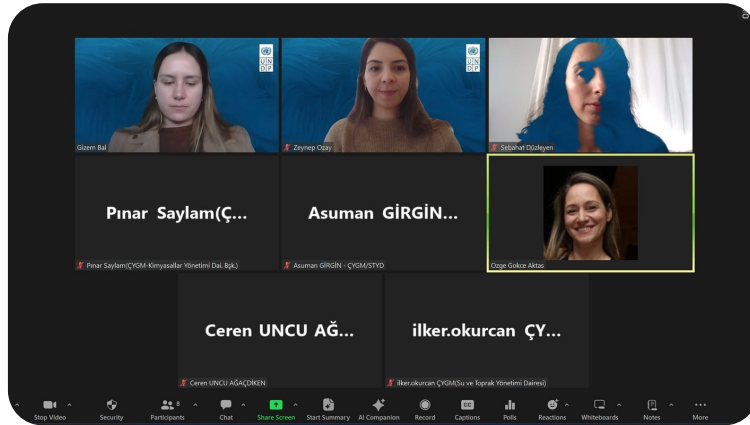 UN
DP
UN
DP
Gizem Bal
Zeynep Ozay
Sebahat Düzleyen
Pınar Saylam(Ç...
Pınar Saylam(ÇYGM-Kimyasallar Yönetimi Dai. Bşk.)
Asuman GİRGİN...
Asuman GİRGİN - ÇYGM/STYD
Ozge Gokce Aktas
Ceren UNCU AĞ...
Ceren UNCU AĞAÇDİKEN
ilker.okurcan ÇY...
ilker.okurcan ÇYGM(Su ve Toprak Yönetimi Dairesi)
8
CC
Stop Video
Security
Participants
Chat
Share Screen
Start Summary
AI Companion
Record
Captions
Polls
Reactions
Whiteboards
Notes
More